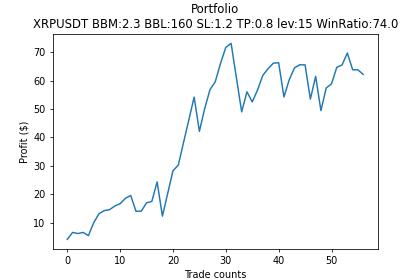 Portfolio
XRPUSDT BBM:2.3 BBL:160 SL:1.2 TP:0.8 lev:15 WinRatio:74.0
70
60
50
40
30
20
10
Profit ($)
0 10 20 30 40 50
Trade counts